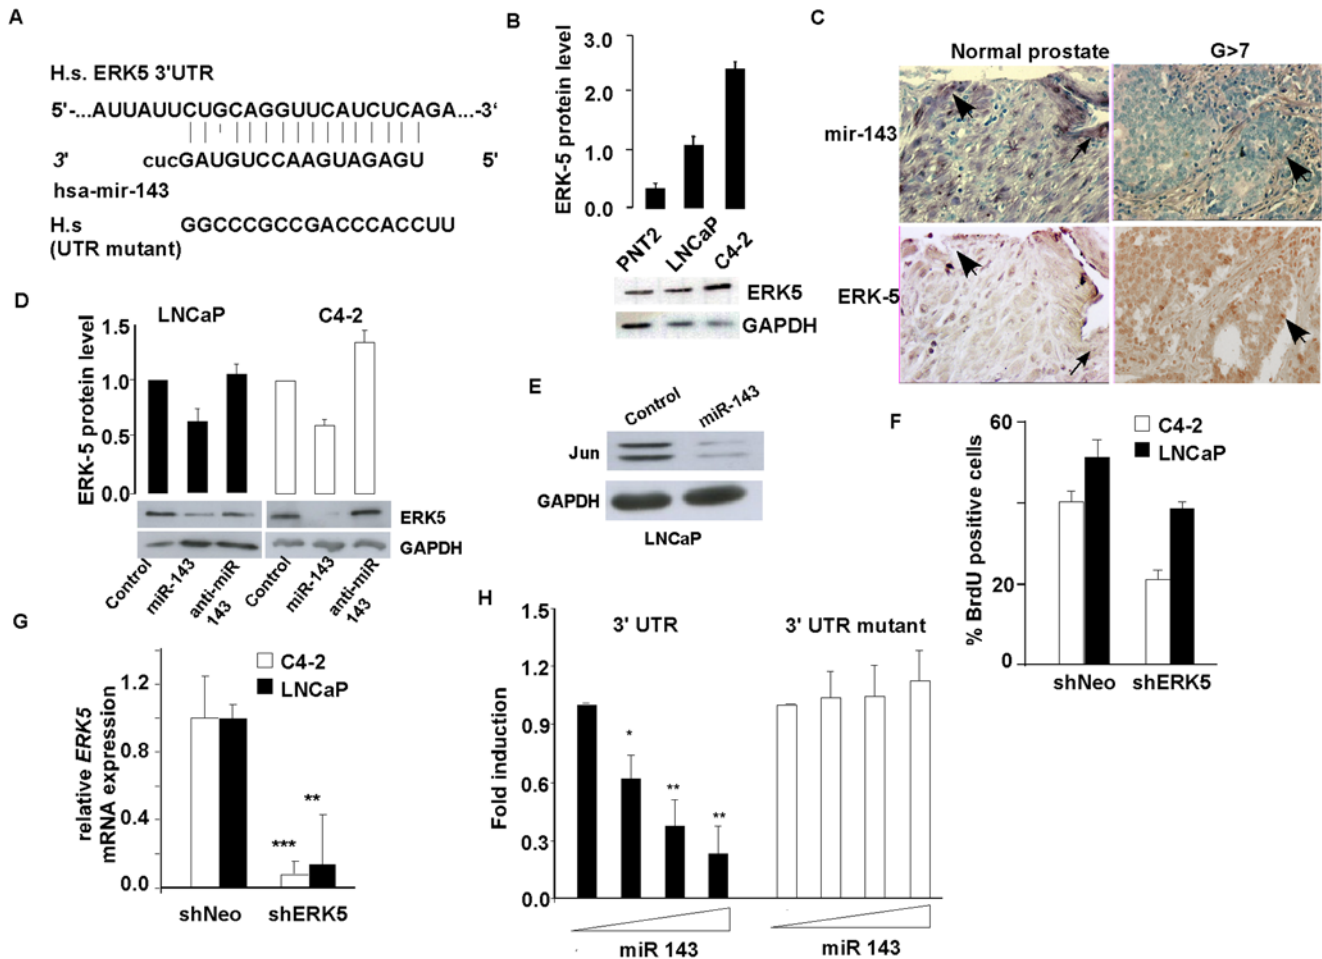 A
H.s. ERK5 3'UTR
5'-...AUUAUUCUGCAGGUUCAUCUCAGA...-3‘
3' cucGAUGUCCAAGUAGAGU 5'
hsa-mir-143
H.s GGCCCGCCGACCCACCUU
(UTR mutant)
B
ERK-5 protein level
3.0
2.0
1.0
0.0
PNT2 LNCaP C4-2
ERK5
GAPDH
C
Normal prostate G>7
mir-143
ERK-5
D
LNCaP C4-2
ERK-5 protein level
1.5
1.0
0.5
0.0
ERK5
GAPDH
Control miR-143 anti-miR 143 Control miR-143 anti-miR 143
E
Control miR-143
Jun
GAPDH
LNCaP
F
% BrdU positive cells
60
20
0
C4-2
LNCaP
shNeo shERK5
G
relative ERK5
mRNA expression
1.2
0.8
0.4
0.0
C4-2
LNCaP
***
**
shNeo shERK5
H
Fold induction
1.5
1.2
0.9
0.6
0.3
0.0
3' UTR 3' UTR mutant
*
**
**
miR 143 miR 143